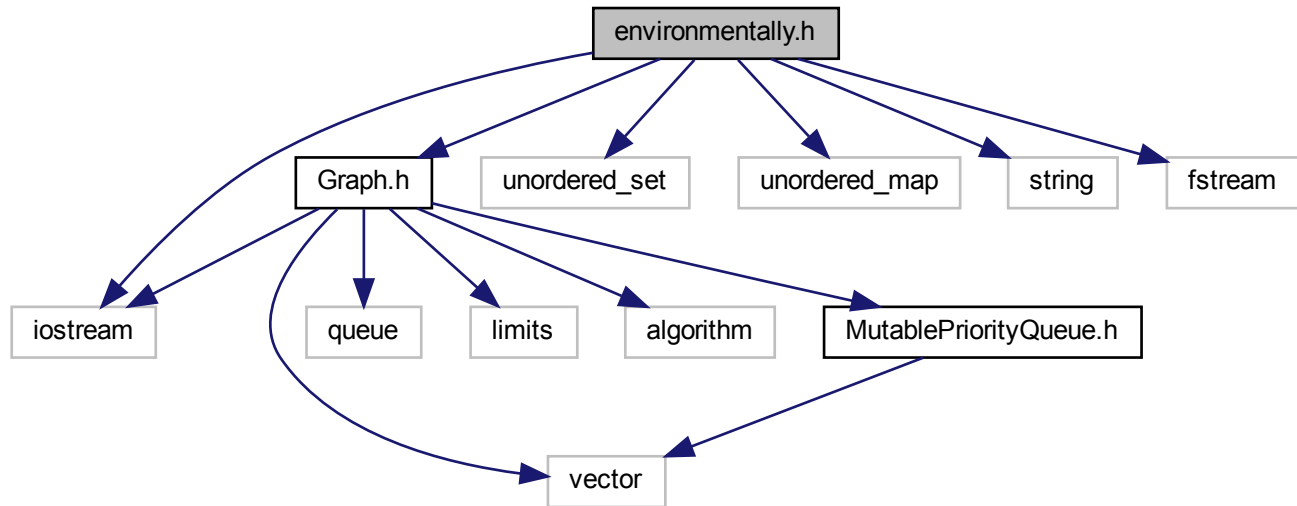 environmentally.h
Graph.h
unordered_set
unordered_map
string
fstream
iostream
queue
limits
algorithm
MutablePriorityQueue.h
vector